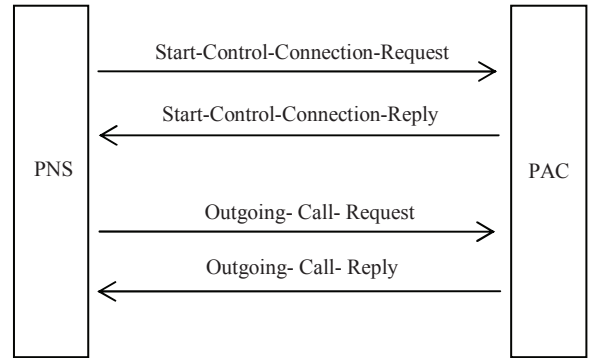 Start-Control-Connection-Request
Start-Control-Connection-Reply
PNS
PAC
Outgoing- Call- Request
Outgoing- Call- Reply